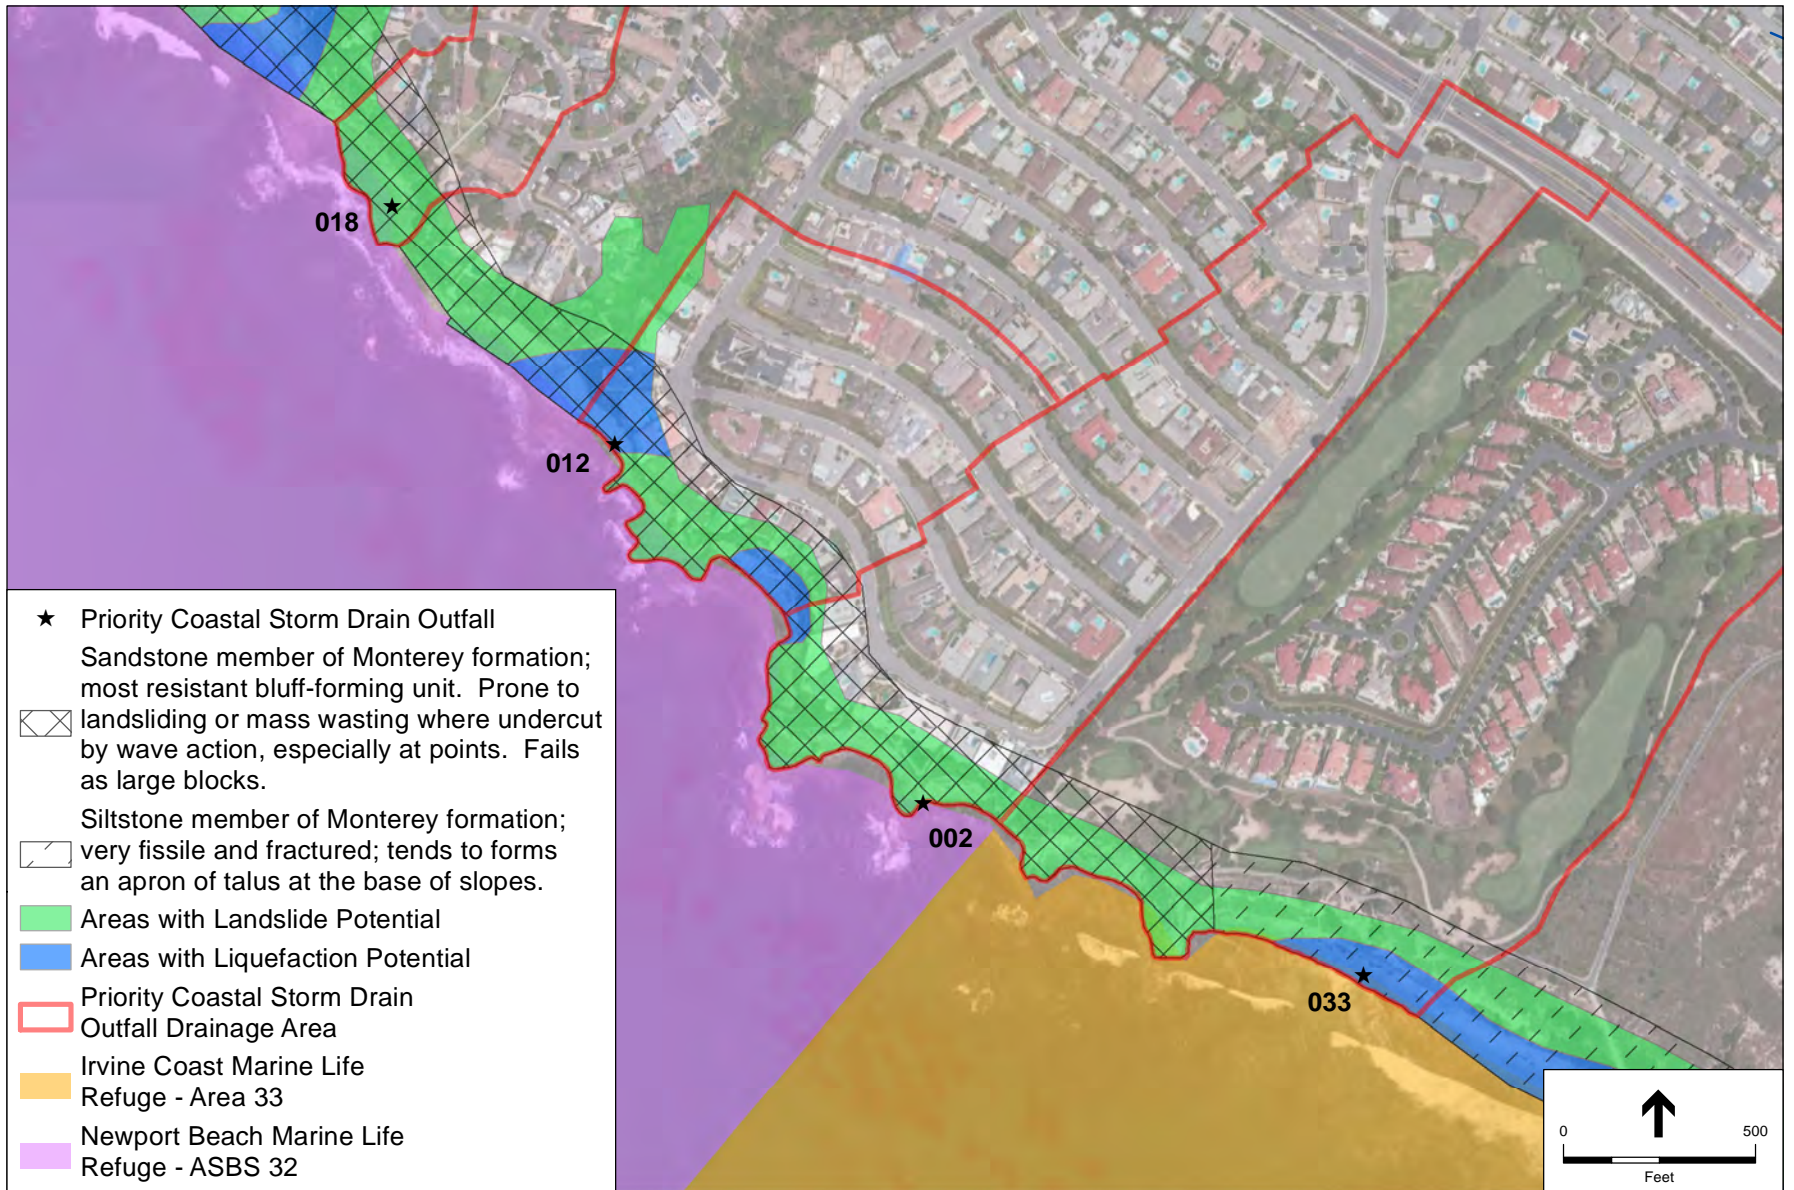 018
012
002
033
★ Priority Coastal Storm Drain Outfall
Sandstone member of Monterey formation;
most resistant bluff-forming unit.  Prone to
landsliding or mass wasting where undercut
by wave action, especially at points.  Fails
as large blocks.
Siltstone member of Monterey formation;
very fissile and fractured; tends to forms
an apron of talus at the base of slopes.
Areas with Landslide Potential
Areas with Liquefaction Potential
Priority Coastal Storm Drain
Outfall Drainage Area
Irvine Coast Marine Life
Refuge - Area 33
Newport Beach Marine Life
Refuge - ASBS 32
0 500
Feet